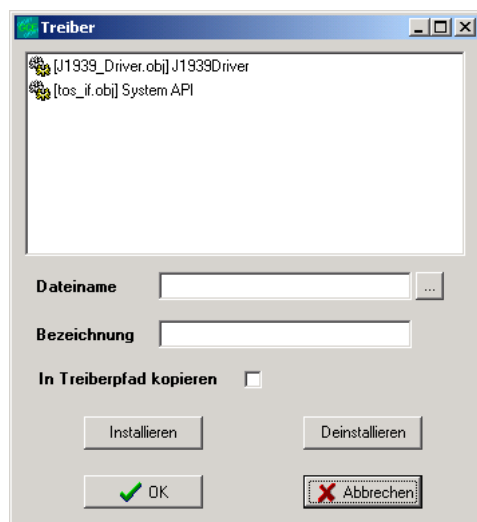 Treiber
[J1939_Driver.obj] J1939Driver
[tos_if.obj] System API
Dateiname
...
Bezeichnung
In Treiberpfad kopieren
Installieren
Deinstallieren
OK
Abbrechen